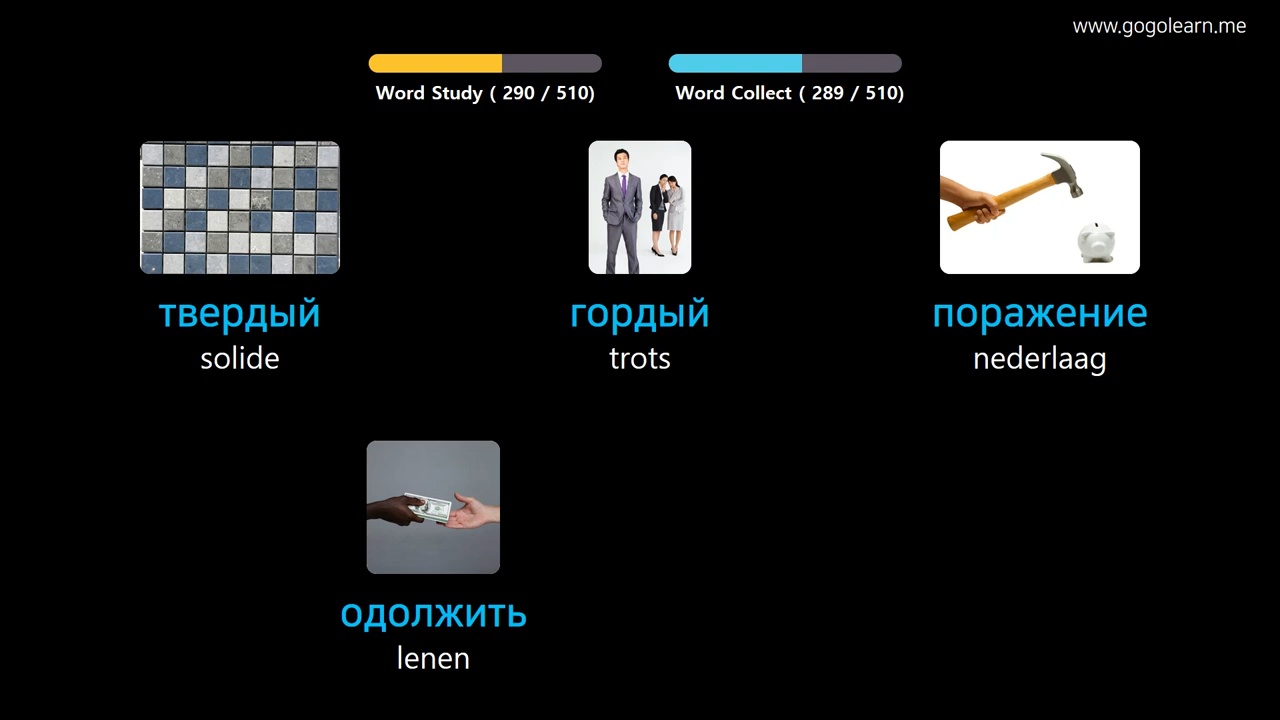 www.gogolearn.me
Word Study ( 290 / 510)
Word Collect ( 289 / 510)
твердый
solide
гордый
trots
поражение
nederlaag
одолжить
lenen